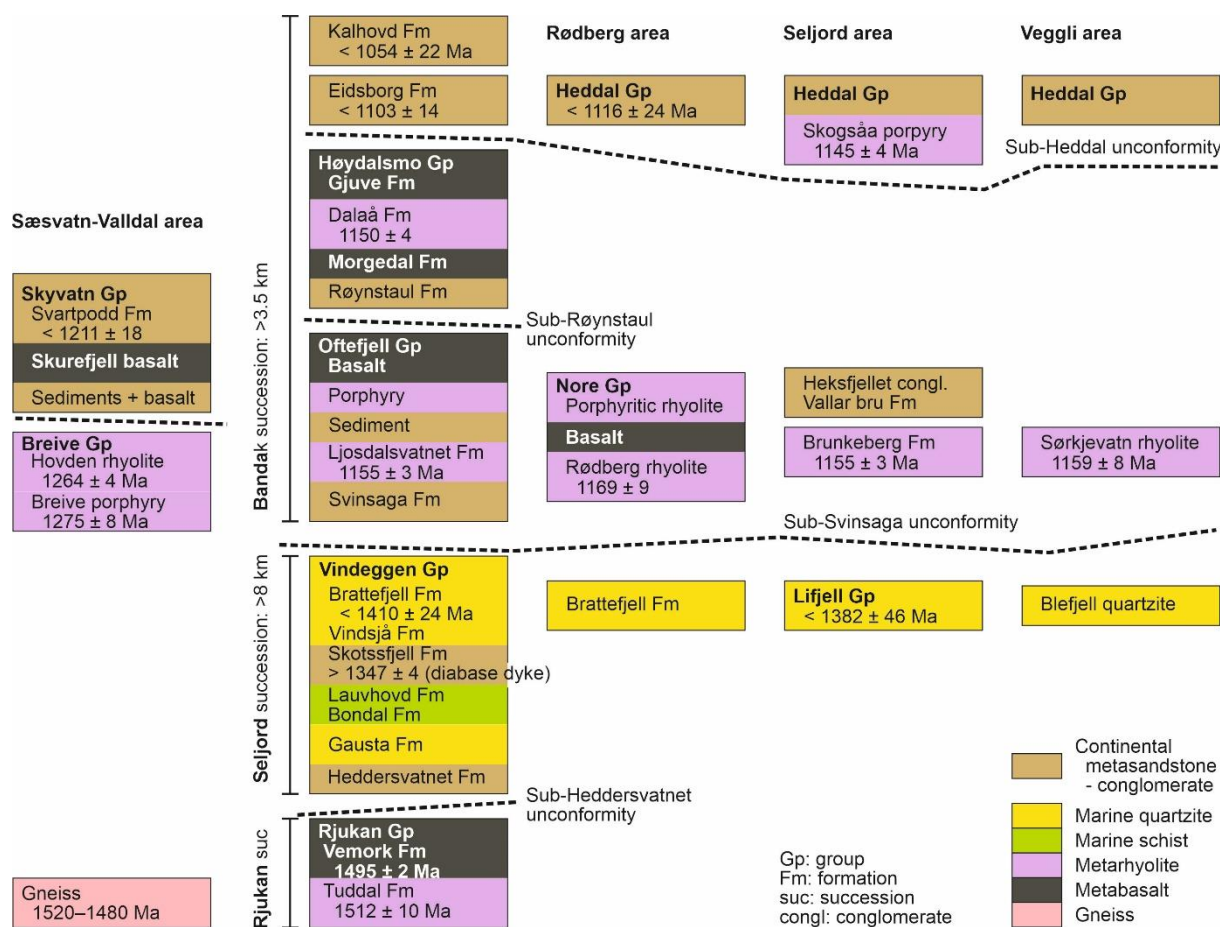 Sæsvatn-Valldal area
Skyvatn Gp
Svartpodd Fm
< 1211 ± 18
Skurefjell basalt
Sediments + basalt
Breive Gp
Hovden rhyolite
1264 ± 4 Ma
Breive porphyry
1275 ± 8 Ma
Gneiss
1520–1480 Ma
Bandak succession: >3.5 km
Seljord succession: >8 km
Rjukan suc
Kalhovd Fm
< 1054 ± 22 Ma
Eidsborg Fm
< 1103 ± 14
Høydalsmo Gp
Gjuve Fm
Dalaå Fm
1150 ± 4
Morgedal Fm
Røynstaul Fm
Sub-Røynstaul
unconformity
Oftefjell Gp
Basalt
Porphyry
Sediment
Ljosdalsvatnet Fm
1155 ± 3 Ma
Svinsaga Fm
Vindeggen Gp
Brattefjell Fm
< 1410 ± 24 Ma
Vindsjå Fm
Skotssfjell Fm
> 1347 ± 4 (diabase dyke)
Lauvhovd Fm
Bondal Fm
Gausta Fm
Heddersvatnet Fm
Sub-Heddersvatnet
unconformity
Rjukan Gp
Vemork Fm
1495 ± 2 Ma
Tuddal Fm
1512 ± 10 Ma
Rødberg area
Heddal Gp
< 1116 ± 24 Ma
Nore Gp
Porphyritic rhyolite
Basalt
Rødberg rhyolite
1169 ± 9
Brattefjell Fm
Seljord area
Heddal Gp
Skogsåa porpyry
1145 ± 4 Ma
Heksfjellet congl.
Vallar bru Fm
Brunkeberg Fm
1155 ± 3 Ma
Sub-Svinsaga unconformity
Lifjell Gp
< 1382 ± 46 Ma
Veggli area
Heddal Gp
Sub-Heddal unconformity
Sørkjevatn rhyolite
1159 ± 8 Ma
Blefjell quartzite
Gp: group
Fm: formation
suc: succession
congl: conglomerate
Continental
metasandstone
- conglomerate
Marine quartzite
Marine schist
Metarhyolite
Metabasalt
Gneiss